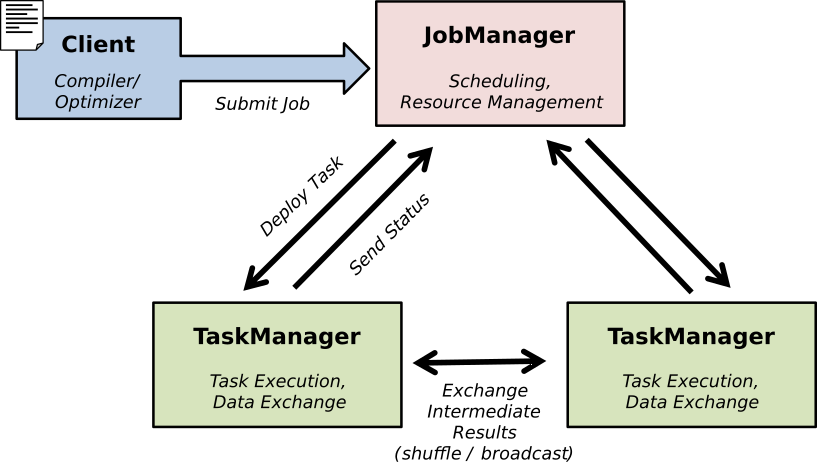 Client
Compiler/
Optimizer
Submit Job
JobManager
Scheduling,
Resource Management
Deploy Task
Send Status
TaskManager
Task Execution,
Data Exchange
Exchange
Intermediate
Results
(shuffle / broadcast)
TaskManager
Task Execution,
Data Exchange